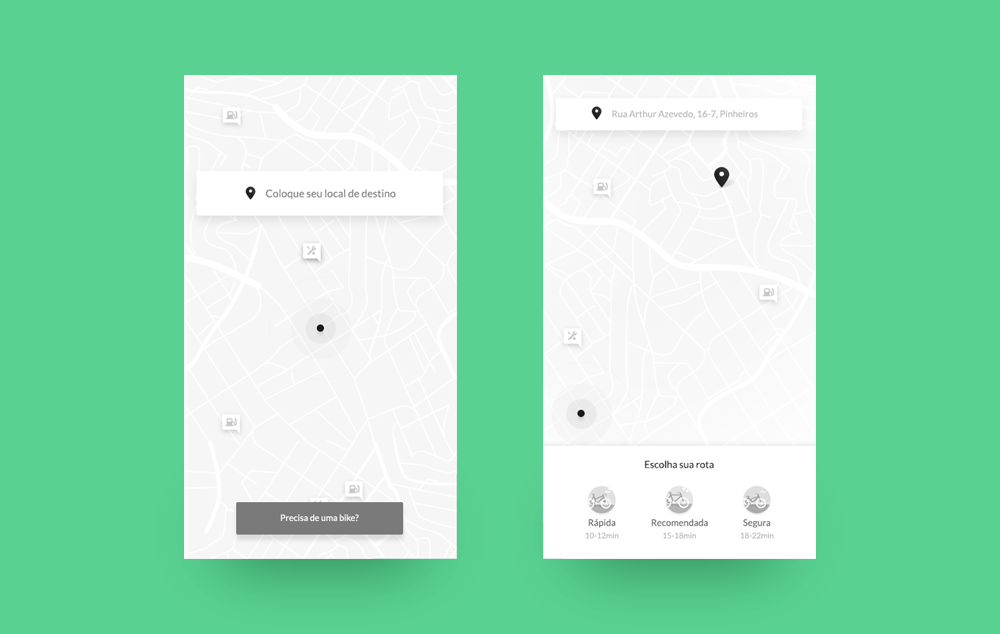 Coloque seu local de destino
Precisa de uma bike?
Rua Arthur Azevedo, 16-7, Pinheiros
Escolha sua rota
Rápida
10-12min
Recomendada
15-18min
Segura
18-22min